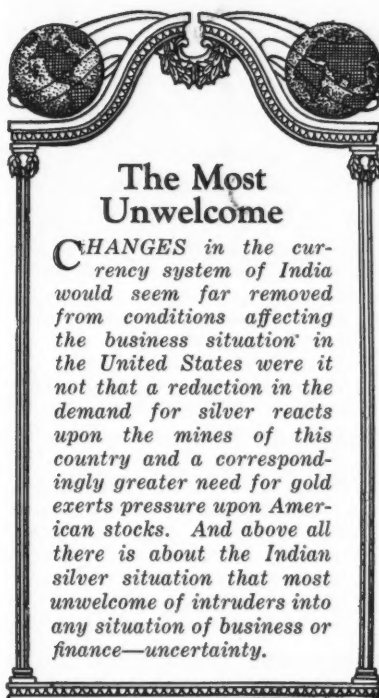 The Most
Unwelcome
CHANGES in the cur-
rency system of India
would seem far removed
from conditions affecting
the business situation in
the United States were it
not that a reduction in the
demand for silver reacts
upon the mines of this
country and a correspond-
ingly greater need for gold
exerts pressure upon Amer-
ican stocks. And above all
there is about the Indian
silver situation that most
unwelcome of intruders into
any situation of business or
finance—uncertainty.